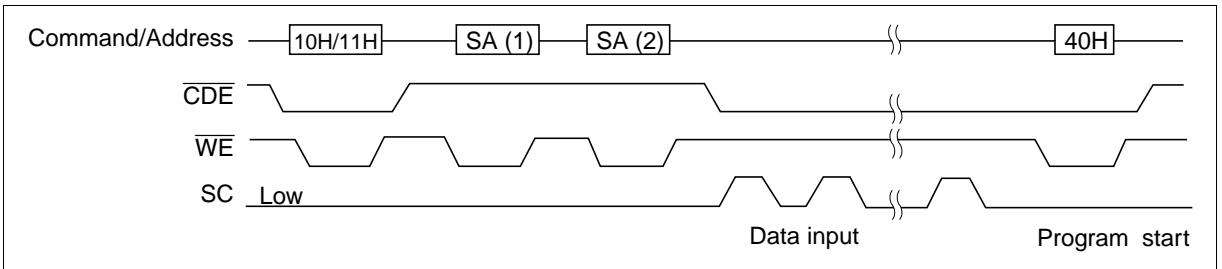 Command/Address 10H/11H SA (1) SA (2) 40H
CDE
WE
SC Low
Data input Program start